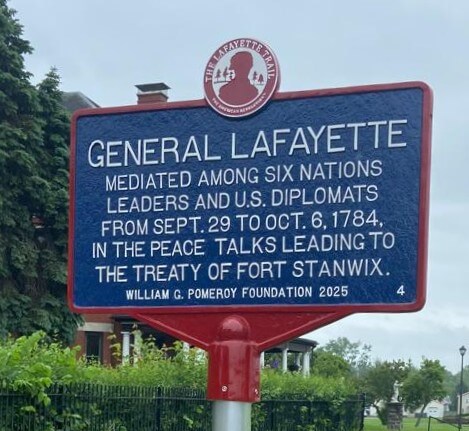 THE LAFAYETTE TRAIL
GENERAL LAFAYETTE
MEDIATED AMONG SIX NATIONS
LEADERS AND U.S. DIPLOMATS
FROM SEPT. 29 TO OCT. 6, 1784,
IN THE PEACE TALKS LEADING TO
THE TREATY OF FORT STANWIX.
WILLIAM G. POMEROY FOUNDATION 2025 4